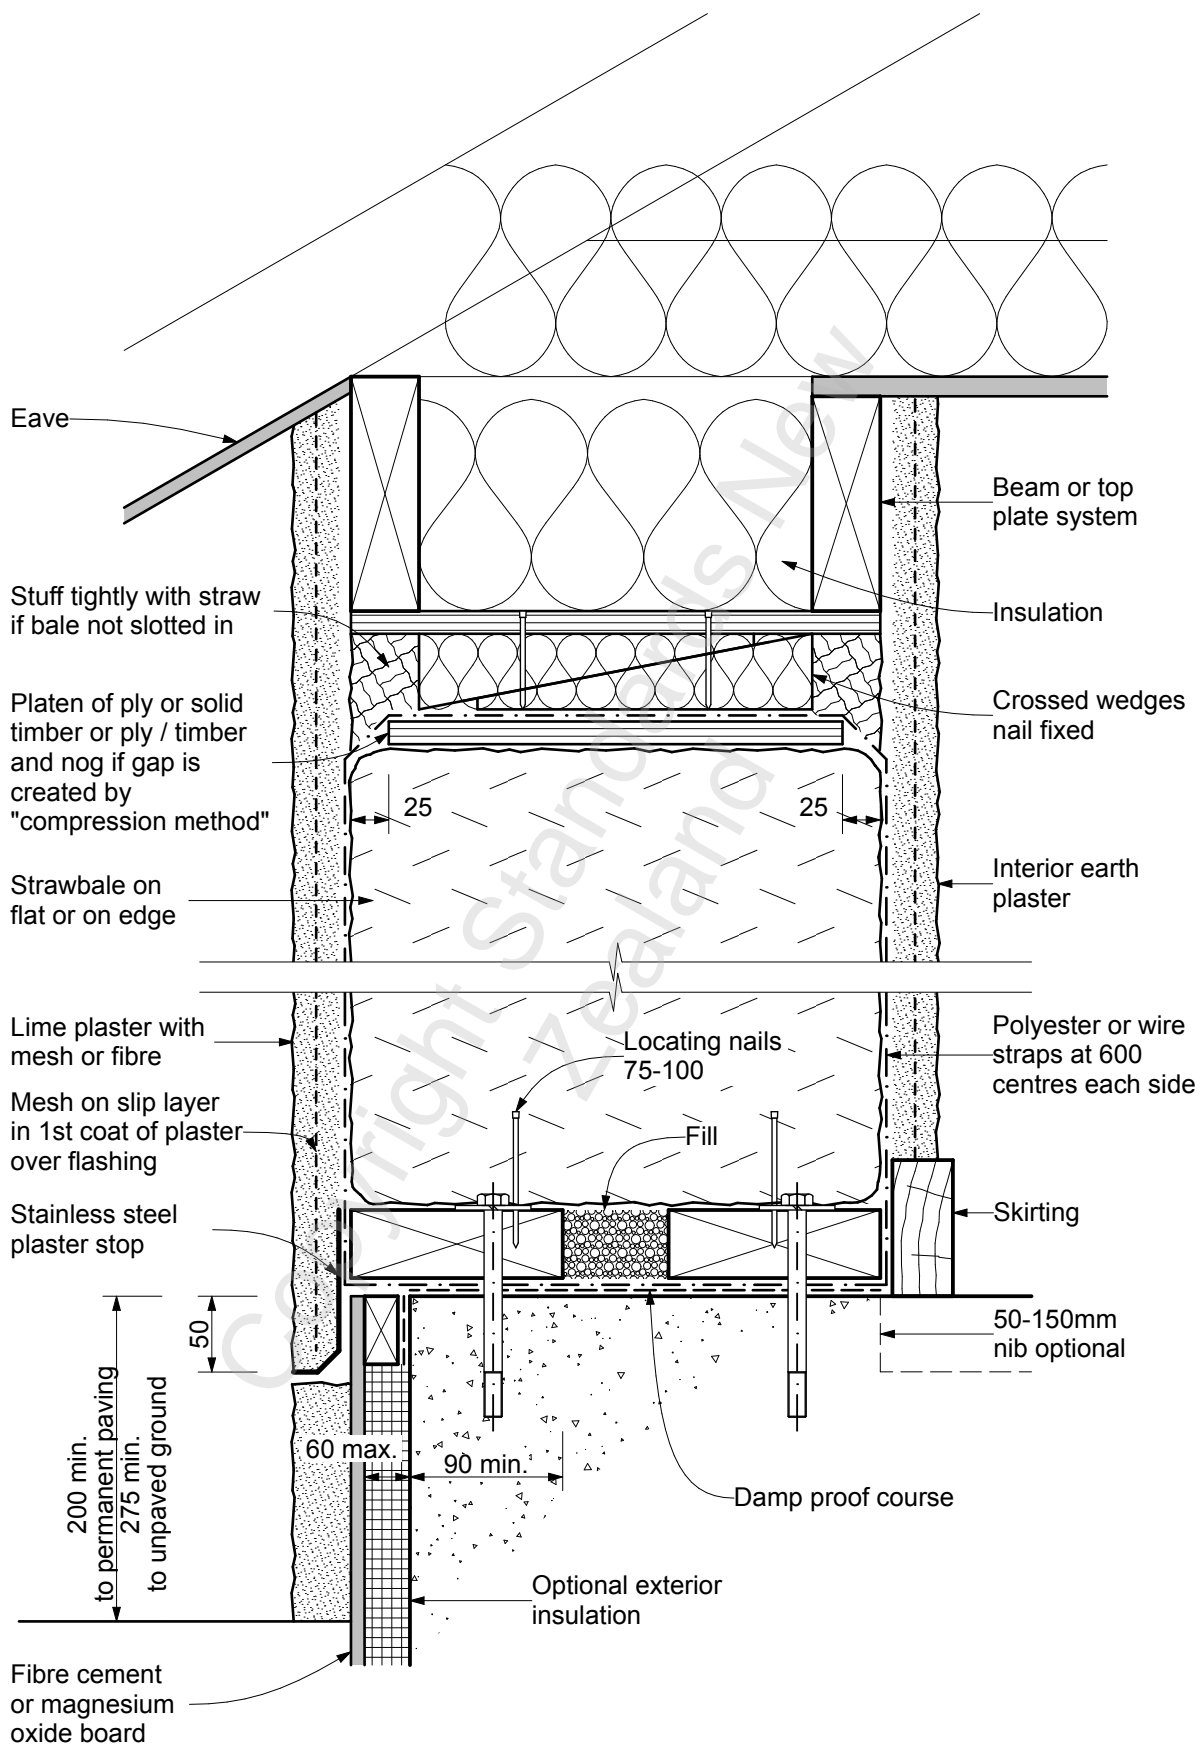 Eave
Beam or top
plate system
Stuff tightly with straw
if bale not slotted in
Insulation
Platen of ply or solid
timber or ply / timber
and nog if gap is
created by
"compression method"
Crossed wedges
nail fixed
25
25
Strawbale on
flat or on edge
Interior earth
plaster
Lime plaster with
mesh or fibre
Locating nails
75-100
Polyester or wire
straps at 600
centres each side
Mesh on slip layer
in 1st coat of plaster
over flashing
Fill
Stainless steel
plaster stop
Skirting
50
50-150mm
nib optional
200 min.
to permanent paving
275 min.
to unpaved ground
60 max.
90 min.
Damp proof course
Optional exterior
insulation
Fibre cement
or magnesium
oxide board
Copyright Standards New
Zealand